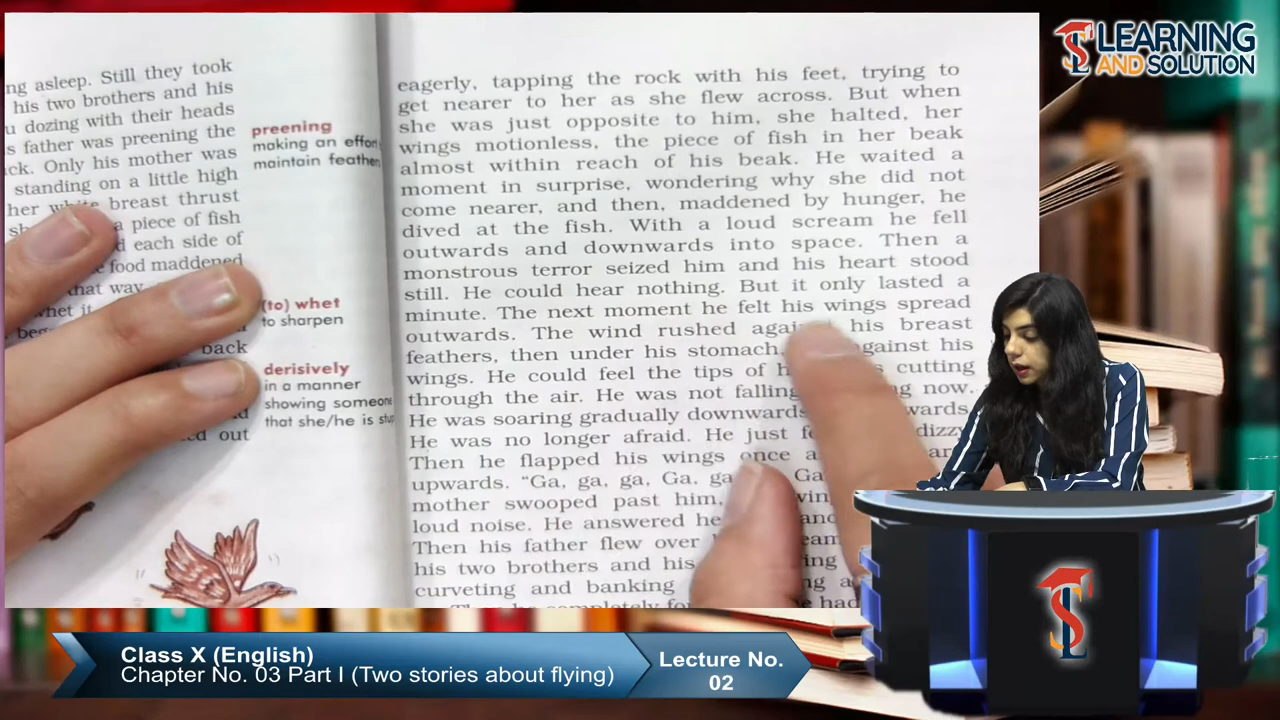 ng asleep. Still they took
his two brothers and his
u dozing with their heads
s father was preening the
ck. Only his mother was
standing on a little high
her white breast thrust
a piece of fish
each side of
food maddened
that way
whet it
back
out
preening
making an effort
maintain feather
(to) whet
to sharpen
derisively
in a manner
showing someone
that she/he is stu
eagerly, tapping the rock with his feet, trying to
get nearer to her as she flew across. But when
she was just opposite to him, she halted, her
wings motionless, the piece of fish in her beak
almost within reach of his beak. He waited a
moment in surprise, wondering why she did not
come nearer, and then, maddened by hunger, he
dived at the fish. With a loud scream he fell
outwards and downwards into space. Then a
monstrous terror seized him and his heart stood
still. He could hear nothing. But it only lasted a
minute. The next moment he felt his wings spread
outwards. The wind rushed against his breast
feathers, then under his stomach, against his
wings. He could feel the tips of cutting
through the air. He was not falling now.
He was soaring gradually downwards wards.
He was no longer afraid. He just dizzy
Then he flapped his wings once
upwards. "Ga, ga, ga, Ga, ga Ga
mother swooped past him,
loud noise. He answered
Then his father flew over
his two brothers and his
curveting and banking
completely had
LEARNING
AND SOLUTION
Class X (English)
Chapter No. 03 Part I (Two stories about flying)
Lecture No.
02